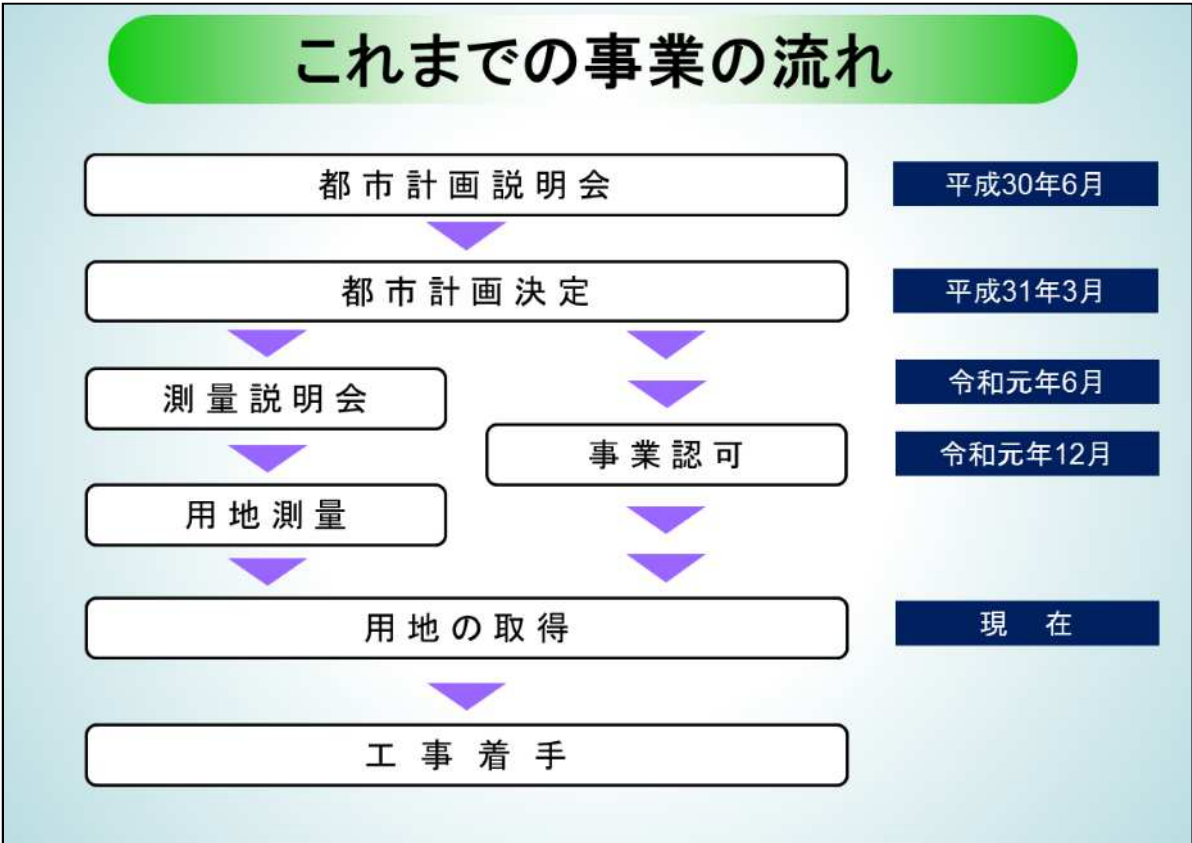 これまでの事業の流れ
都市計画説明会
平成30年6月
都市計画決定
平成31年3月
測量説明会
令和元年6月
事業認可
令和元年12月
用地測量
用地の取得
現 在
工事着手